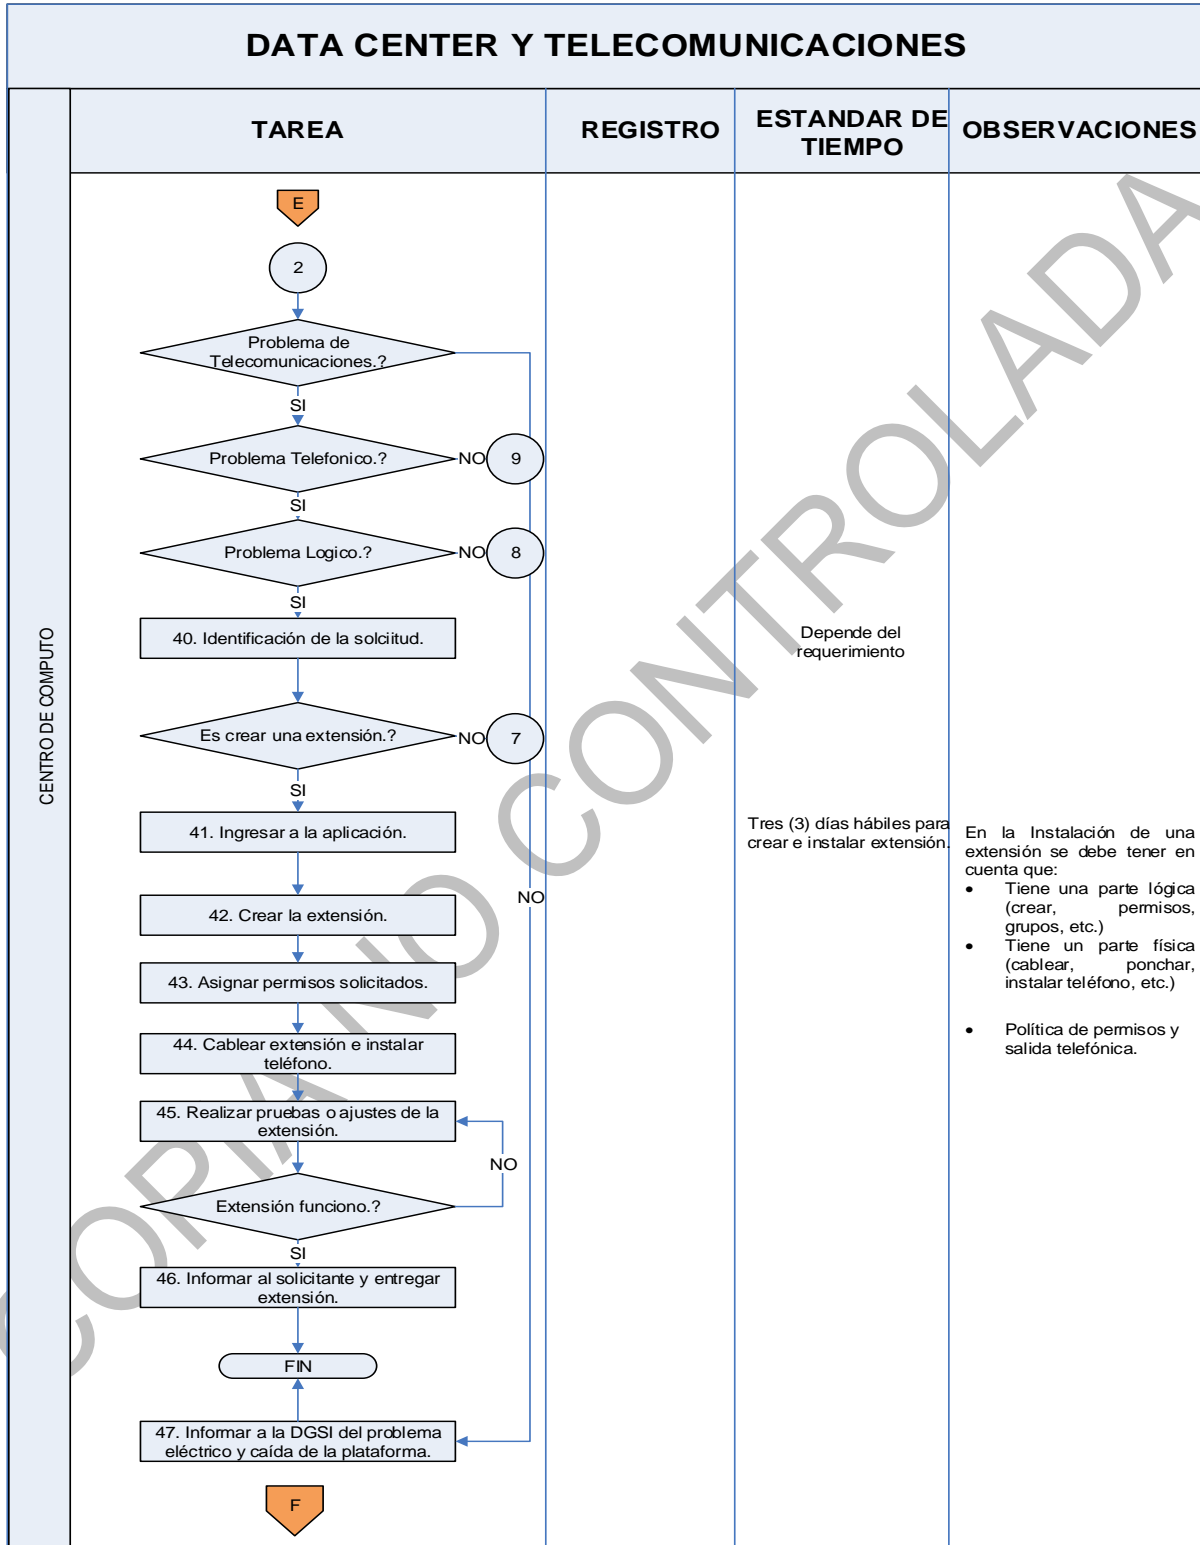 DATA CENTER Y TELECOMUNICACIONES
TAREA
REGISTRO
ESTANDAR DE
TIEMPO
OBSERVACIONES
CENTRO DE COMPUTO
E
2
Problema de
Telecomunicaciones.?
SI
Problema Telefonico.?
NO
9
SI
Problema Logico.?
NO
8
SI
40. Identificación de la solciitud.
Depende del
requerimiento
Es crear una extensión.?
NO
7
SI
41. Ingresar a la aplicación.
Tres (3) días hábiles para
crear e instalar extensión.
En la Instalación de una
extensión se debe tener en
cuenta que:
• Tiene una parte lógica
(crear, permisos,
grupos, etc.)
• Tiene un parte física
(cablear, ponchar,
instalar teléfono, etc.)
• Política de permisos y
salida telefónica.
NO
42. Crear la extensión.
43. Asignar permisos solicitados.
44. Cablear extensión e instalar
teléfono.
45. Realizar pruebas o ajustes de la
extensión.
NO
Extensión funciono.?
SI
46. Informar al solicitante y entregar
extensión.
FIN
47. Informar a la DGSI del problema
eléctrico y caída de la plataforma.
F
COPIA NO CONTROLADA